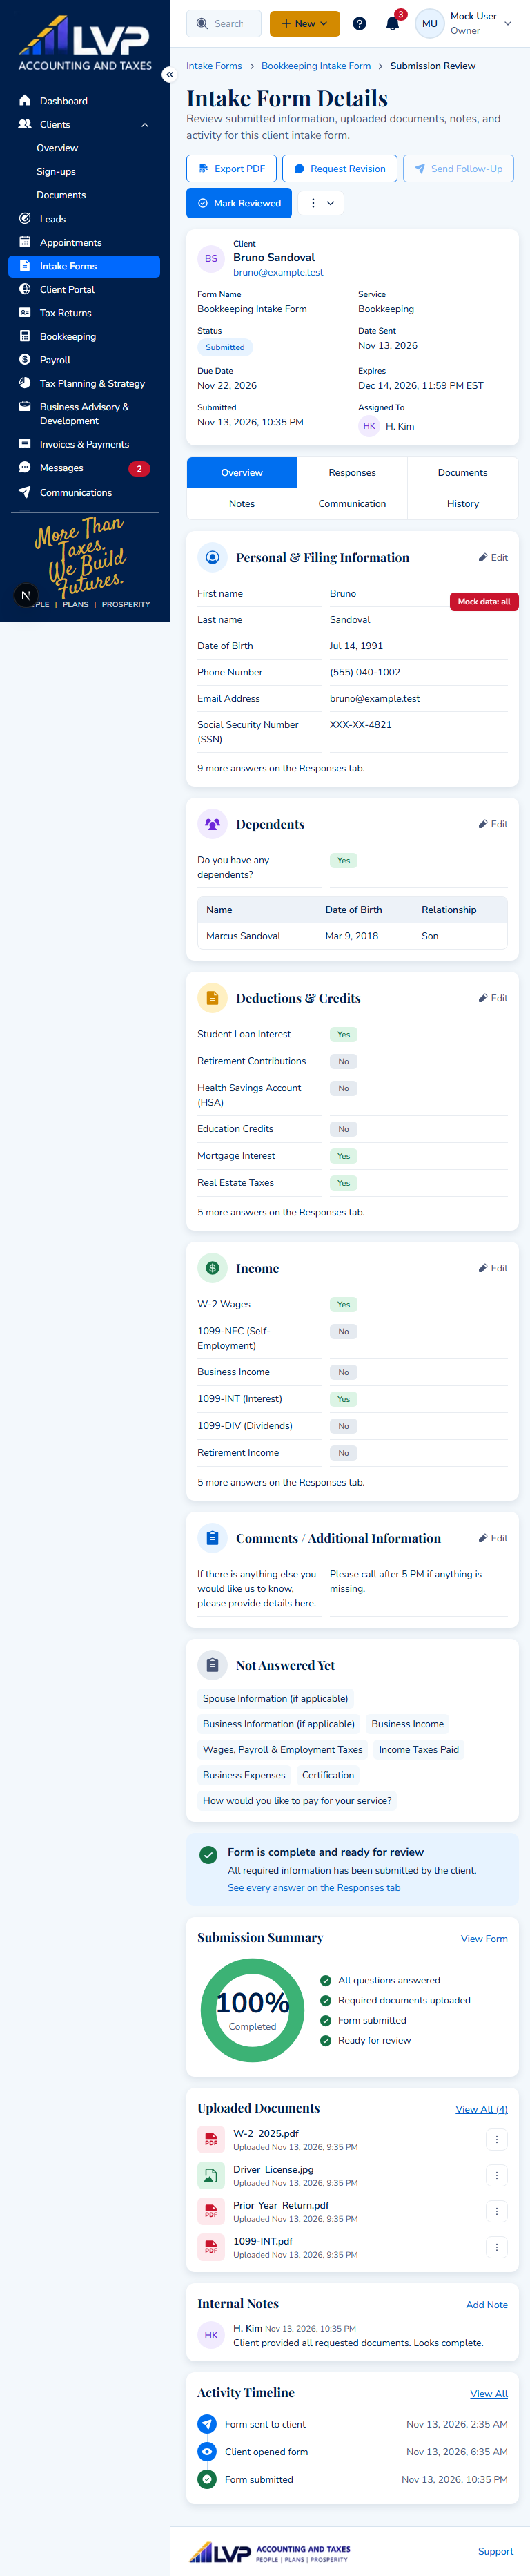 LVP
ACCOUNTING AND TAXES
Search
New
3
MU
Mock User
Owner
Dashboard
Clients
Overview
Sign-ups
Documents
Leads
Appointments
Intake Forms
Client Portal
Tax Returns
Bookkeeping
Payroll
Tax Planning & Strategy
Business Advisory &
Development
Invoices & Payments
Messages 2
Communications
More Than
Taxes.
We Build
Futures.
N
PLE | PLANS | PROSPERITY
Intake Forms > Bookkeeping Intake Form > Submission Review
Intake Form Details
Review submitted information, uploaded documents, notes, and
activity for this client intake form.
Export PDF
Request Revision
Send Follow-Up
Mark Reviewed
BS
Client
Bruno Sandoval
bruno@example.test
Form Name
Bookkeeping Intake Form
Service
Bookkeeping
Status
Submitted
Date Sent
Nov 13, 2026
Due Date
Nov 22, 2026
Expires
Dec 14, 2026, 11:59 PM EST
Submitted
Nov 13, 2026, 10:35 PM
Assigned To
HK H. Kim
Overview
Responses
Documents
Notes
Communication
History
Personal & Filing Information
Edit
First name Bruno
Mock data: all
Last name Sandoval
Date of Birth Jul 14, 1991
Phone Number (555) 040-1002
Email Address bruno@example.test
Social Security Number
(SSN)
XXX-XX-4821
9 more answers on the Responses tab.
Dependents
Edit
Do you have any
dependents?
Yes
Name Date of Birth Relationship
Marcus Sandoval Mar 9, 2018 Son
Deductions & Credits
Edit
Student Loan Interest Yes
Retirement Contributions No
Health Savings Account
(HSA)
No
Education Credits No
Mortgage Interest Yes
Real Estate Taxes Yes
5 more answers on the Responses tab.
Income
Edit
W-2 Wages Yes
1099-NEC (Self-
Employment)
No
Business Income No
1099-INT (Interest) Yes
1099-DIV (Dividends) No
Retirement Income No
5 more answers on the Responses tab.
Comments / Additional Information
Edit
If there is anything else you
would like us to know,
please provide details here.
Please call after 5 PM if anything is
missing.
Not Answered Yet
Spouse Information (if applicable)
Business Information (if applicable)
Business Income
Wages, Payroll & Employment Taxes
Income Taxes Paid
Business Expenses
Certification
How would you like to pay for your service?
Form is complete and ready for review
All required information has been submitted by the client.
See every answer on the Responses tab
Submission Summary
View Form
100%
Completed
All questions answered
Required documents uploaded
Form submitted
Ready for review
Uploaded Documents
View All (4)
PDF
W-2_2025.pdf
Uploaded Nov 13, 2026, 9:35 PM
Driver_License.jpg
Uploaded Nov 13, 2026, 9:35 PM
PDF
Prior_Year_Return.pdf
Uploaded Nov 13, 2026, 9:35 PM
PDF
1099-INT.pdf
Uploaded Nov 13, 2026, 9:35 PM
Internal Notes
Add Note
HK
H. Kim Nov 13, 2026, 10:35 PM
Client provided all requested documents. Looks complete.
Activity Timeline
View All
Form sent to client Nov 13, 2026, 2:35 AM
Client opened form Nov 13, 2026, 6:35 AM
Form submitted Nov 13, 2026, 10:35 PM
LVP
ACCOUNTING AND TAXES
PEOPLE | PLANS | PROSPERITY
Support